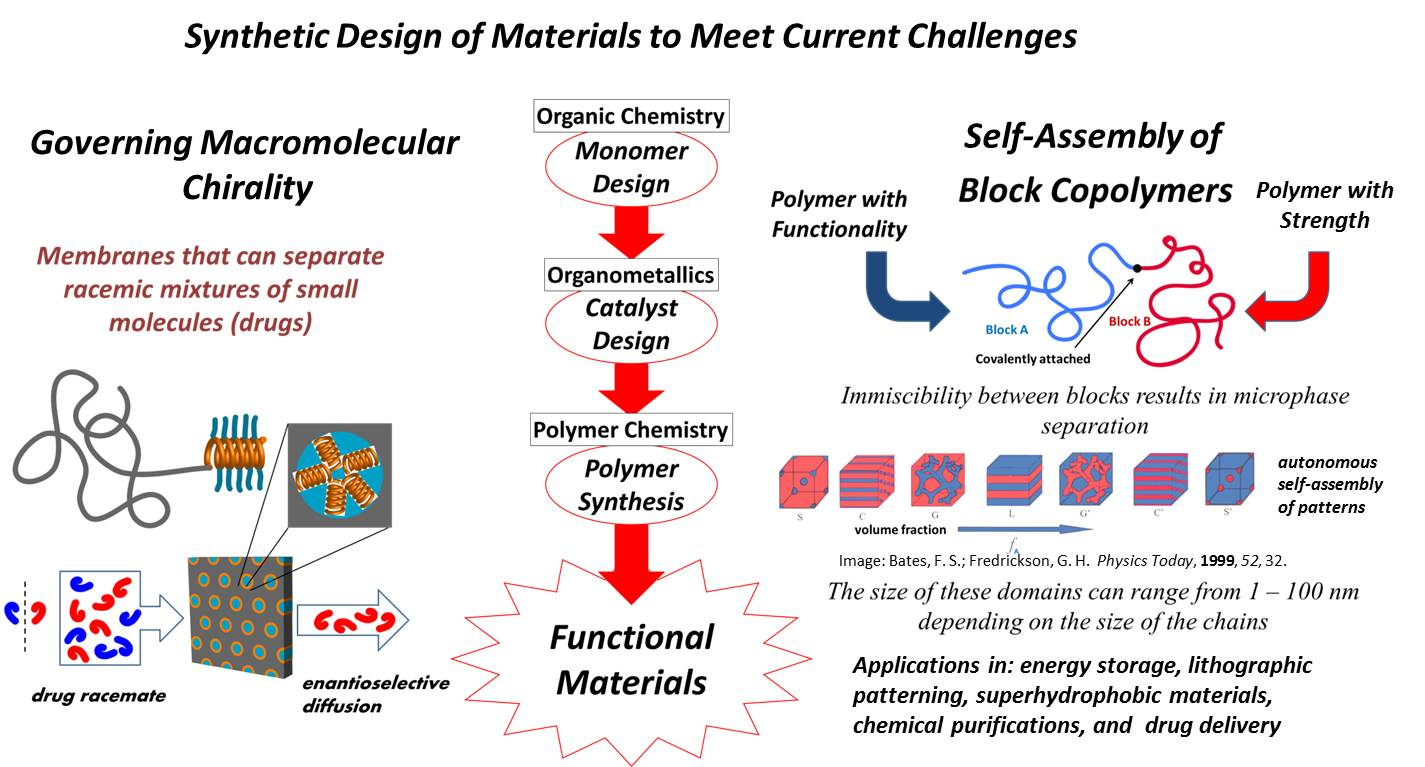 Synthetic Design of Materials to Meet Current Challenges
Governing Macromolecular
Chirality
Membranes that can separate
racemic mixtures of small
molecules (drugs)
drug racemate
enantioselective
diffusion
Organic Chemistry
Monomer
Design
Organometallics
Catalyst
Design
Polymer Chemistry
Polymer
Synthesis
Functional
Materials
Self-Assembly of
Block Copolymers
Polymer with
Functionality
Polymer with
Strength
Block A
Block B
Covalently attached
Immiscibility between blocks results in microphase
separation
S C G L G' C' S'
autonomous
self-assembly
of patterns
volume fraction
fA
Image: Bates, F. S.; Fredrickson, G. H. Physics Today, 1999, 52, 32.
The size of these domains can range from 1 – 100 nm
depending on the size of the chains
Applications in: energy storage, lithographic
patterning, superhydrophobic materials,
chemical purifications, and drug delivery